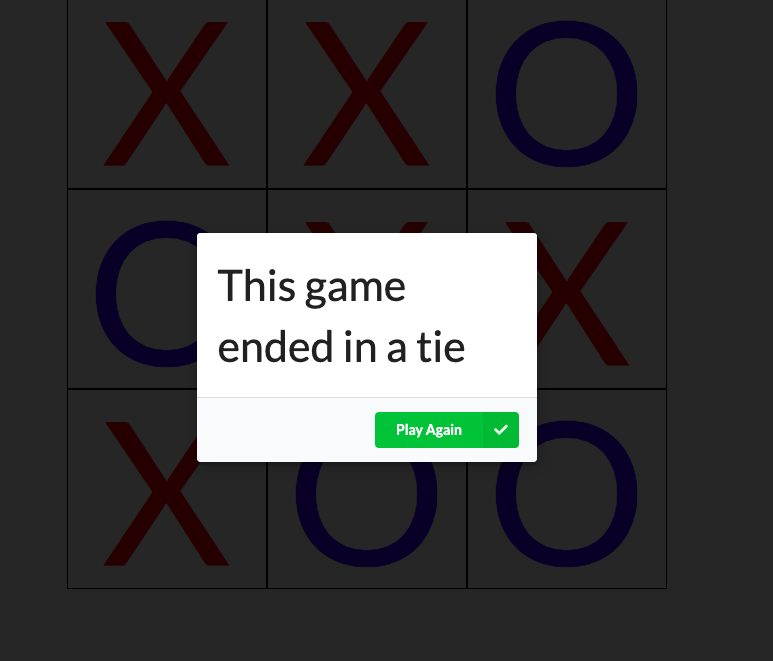 X X O
O X X
This game
ended in a tie
Play Again
X O O